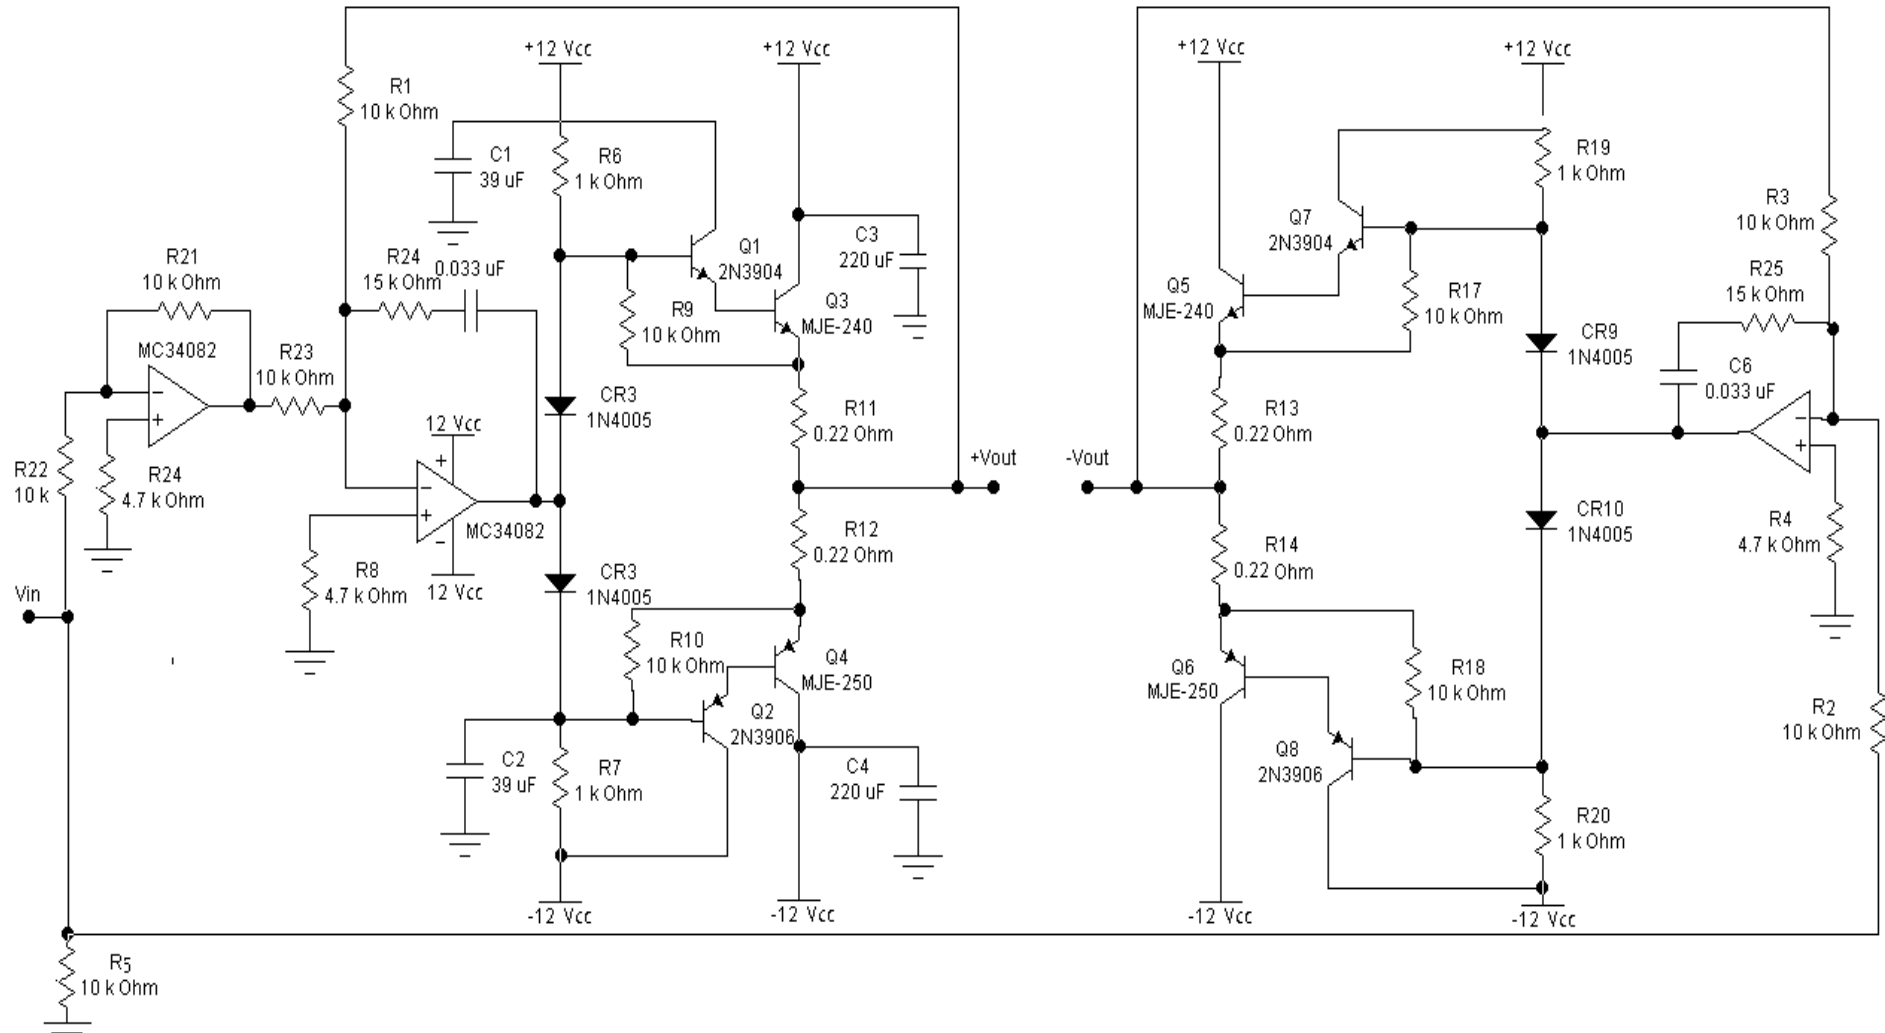 +12 Vcc
+12 Vcc
+12 Vcc
+12 Vcc
R1
10 k Ohm
C1
39 uF
R6
1 k Ohm
R19
1 k Ohm
R3
10 k Ohm
Q1
2N3904
C3
220 uF
Q7
2N3904
R21
10 k Ohm
R24
15 k Ohm
0.033 uF
R9
10 k Ohm
Q3
MJE-240
Q5
MJE-240
R17
10 k Ohm
R25
15 k Ohm
MC34082
R23
10 k Ohm
CR9
1N4005
C6
0.033 uF
CR3
1N4005
R11
0.22 Ohm
R13
0.22 Ohm
12 Vcc
+
-
+
-
+
-
+
-
R22
10 k
R24
4.7 k Ohm
+Vout
-Vout
MC34082
12 Vcc
R12
0.22 Ohm
R14
0.22 Ohm
CR10
1N4005
R4
4.7 k Ohm
Vin
R8
4.7 k Ohm
CR3
1N4005
R10
10 k Ohm
Q4
MJE-250
Q6
MJE-250
R18
10 k Ohm
Q2
2N3906
Q8
2N3906
R2
10 k Ohm
C2
39 uF
R7
1 k Ohm
C4
220 uF
R20
1 k Ohm
-12 Vcc
-12 Vcc
-12 Vcc
-12 Vcc
R5
10 k Ohm